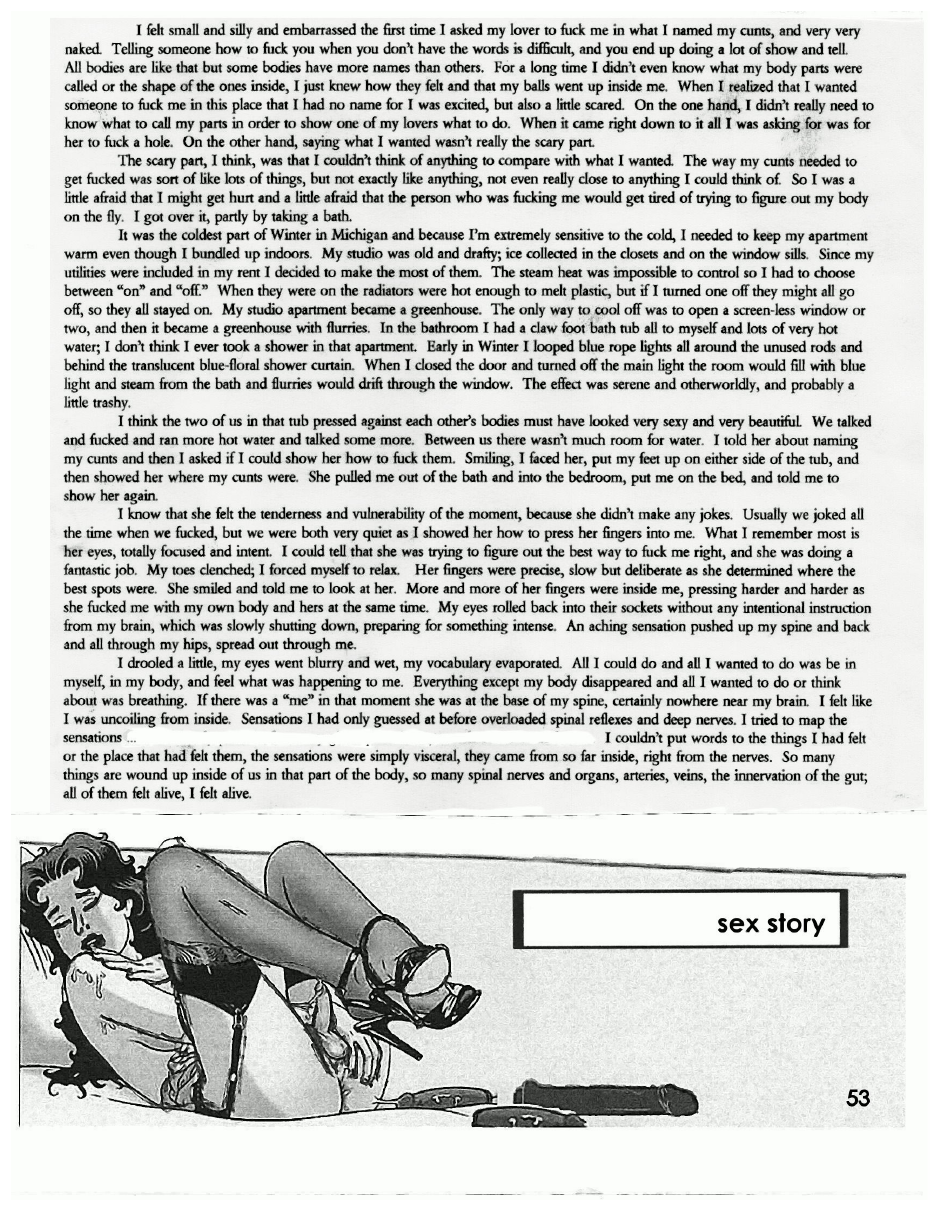 I felt small and silly and embarrassed the first time I asked my lover to fuck me in what I named my cunts, and very very
naked. Telling someone how to fuck you when you don't have the words is difficult, and you end up doing a lot of show and tell.
All bodies are like that but some bodies have more names than others. For a long time I didn't even know what my body parts were
called or the shape of the ones inside, I just knew how they felt and that my balls went up inside me. When I realized that I wanted
someone to fuck me in this place that I had no name for I was excited, but also a little scared. On the one hand, I didn't really need to
know what to call my parts in order to show one of my lovers what to do. When it came right down to it all I was asking for was for
her to fuck a hole. On the other hand, saying what I wanted wasn't really the scary part.
The scary part, I think, was that I couldn't think of anything to compare with what I wanted. The way my cunts needed to
get fucked was sort of like lots of things, but not exactly like anything, not even really close to anything I could think of. So I was a
little afraid that I might get hurt and a little afraid that the person who was fucking me would get tired of trying to figure out my body
on the fly. I got over it, partly by taking a bath.
It was the coldest part of Winter in Michigan and because I'm extremely sensitive to the cold, I needed to keep my apartment
warm even though I bundled up indoors. My studio was old and drafty; ice collected in the closets and on the window sills. Since my
utilities were included in my rent I decided to make the most of them. The steam heat was impossible to control so I had to choose
between "on" and "off." When they were on the radiators were hot enough to melt plastic, but if I turned one off they might all go
off, so they all stayed on. My studio apartment became a greenhouse. The only way to cool off was to open a screen-less window or
two, and then it became a greenhouse with flurries. In the bathroom I had a claw foot bath tub all to myself and lots of very hot
water; I don't think I ever took a shower in that apartment. Early in Winter I looped blue rope lights all around the unused rods and
behind the translucent blue-floral shower curtain. When I closed the door and turned off the main light the room would fill with blue
light and steam from the bath and flurries would drift through the window. The effect was serene and otherworldly, and probably a
little trashy.
I think the two of us in that tub pressed against each other's bodies must have looked very sexy and very beautiful. We talked
and fucked and ran more hot water and talked some more. Between us there wasn't much room for water. I told her about naming
my cunts and then I asked if I could show her how to fuck them. Smiling, I faced her, put my feet up on either side of the tub, and
then showed her where my cunts were. She pulled me out of the bath and into the bedroom, put me on the bed, and told me to
show her again.
I know that she felt the tenderness and vulnerability of the moment, because she didn't make any jokes. Usually we joked all
the time when we fucked, but we were both very quiet as I showed her how to press her fingers into me. What I remember most is
her eyes, totally focused and intent. I could tell that she was trying to figure out the best way to fuck me right, and she was doing a
fantastic job. My toes clenched; I forced myself to relax. Her fingers were precise, slow but deliberate as she determined where the
best spots were. She smiled and told me to look at her. More and more of her fingers were inside me, pressing harder and harder as
she fucked me with my own body and hers at the same time. My eyes rolled back into their sockets without any intentional instruction
from my brain, which was slowly shutting down, preparing for something intense. An aching sensation pushed up my spine and back
and all through my hips, spread out through me.
I drooled a little, my eyes went blurry and wet, my vocabulary evaporated. All I could do and all I wanted to do was be in
myself, in my body, and feel what was happening to me. Everything except my body disappeared and all I wanted to do or think
about was breathing. If there was a "me" in that moment she was at the base of my spine, certainly nowhere near my brain. I felt like
I was uncoiling from inside. Sensations I had only guessed at before overloaded spinal reflexes and deep nerves. I tried to map the
sensations ... I couldn't put words to the things I had felt
or the place that had felt them, the sensations were simply visceral, they came from so far inside, right from the nerves. So many
things are wound up inside of us in that part of the body, so many spinal nerves and organs, arteries, veins, the innervation of the gut;
all of them felt alive, I felt alive.
sex story
53